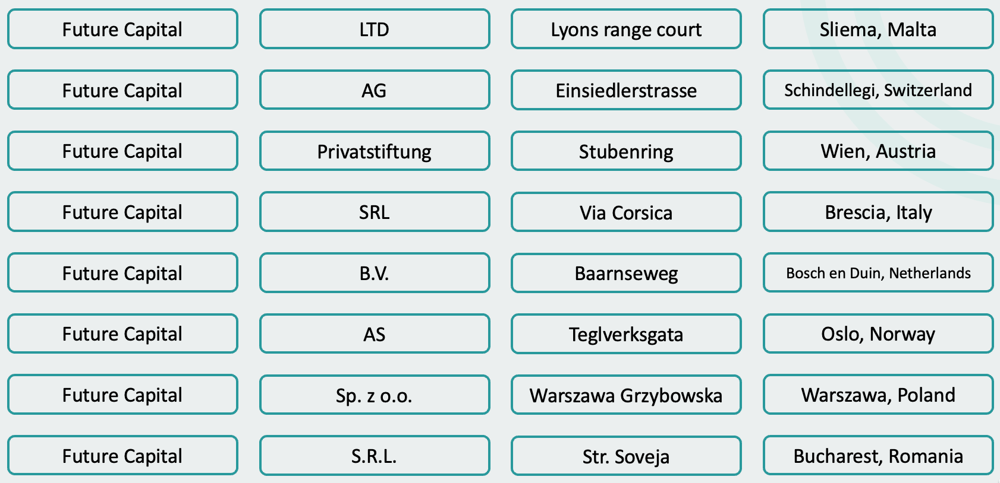 Future Capital LTD Lyons range court Sliema, Malta
Future Capital AG Einsiedlerstrasse Schindellegi, Switzerland
Future Capital Privatstiftung Stubenring Wien, Austria
Future Capital SRL Via Corsica Brescia, Italy
Future Capital B.V. Baarnseweg Bosch en Duin, Netherlands
Future Capital AS Teglverksgata Oslo, Norway
Future Capital Sp. z o.o. Warszawa Grzybowska Warszawa, Poland
Future Capital S.R.L. Str. Soveja Bucharest, Romania